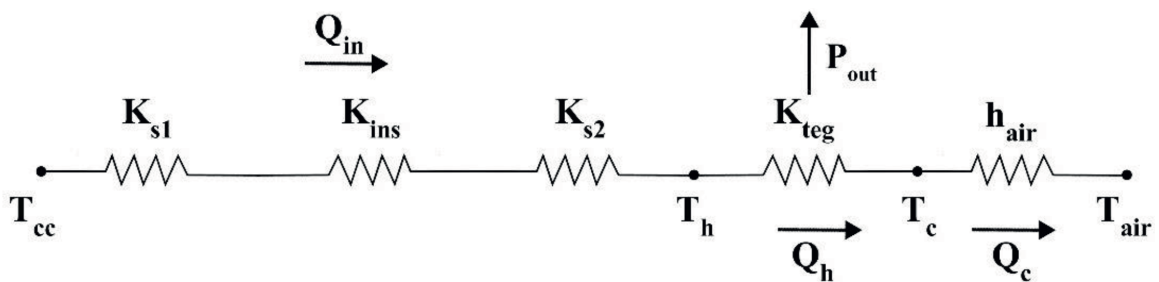 Q_in
P_out
K_s1 K_ins K_s2 K_teg h_air
T_cc T_h T_c T_air
Q_h Q_c